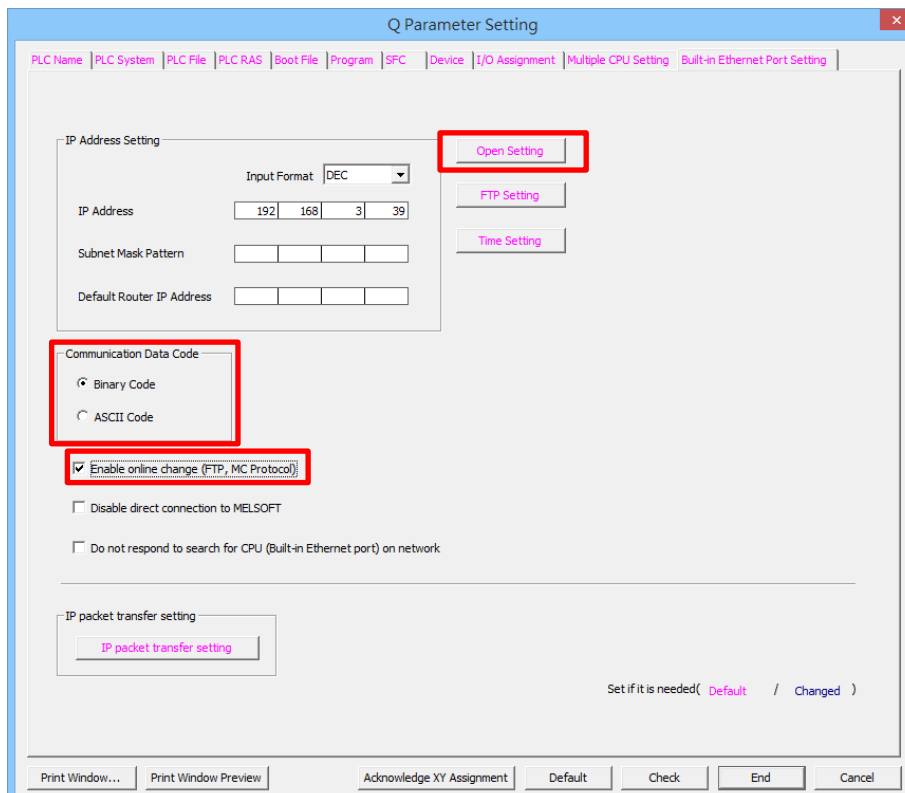 Q Parameter Setting
PLC Name PLC System PLC File PLC RAS Boot File Program SFC Device I/O Assignment Multiple CPU Setting Built-in Ethernet Port Setting
IP Address Setting
Open Setting
Input Format DEC
FTP Setting
IP Address 192 168 3 39
Time Setting
Subnet Mask Pattern
Default Router IP Address
Communication Data Code
Binary Code
ASCII Code
Enable online change (FTP, MC Protocol)
Disable direct connection to MELSOFT
Do not respond to search for CPU (Built-in Ethernet port) on network
IP packet transfer setting
IP packet transfer setting
Set if it is needed( Default / Changed )
Print Window... Print Window Preview Acknowledge XY Assignment Default Check End Cancel